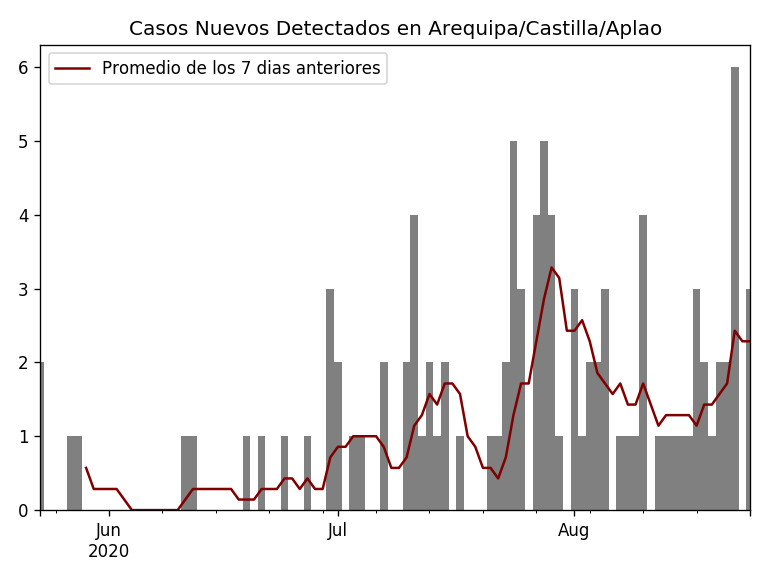 Casos Nuevos Detectados en Arequipa/Castilla/Aplao
Promedio de los 7 dias anteriores
6
5
4
3
2
1
0
Jun
2020
Jul
Aug